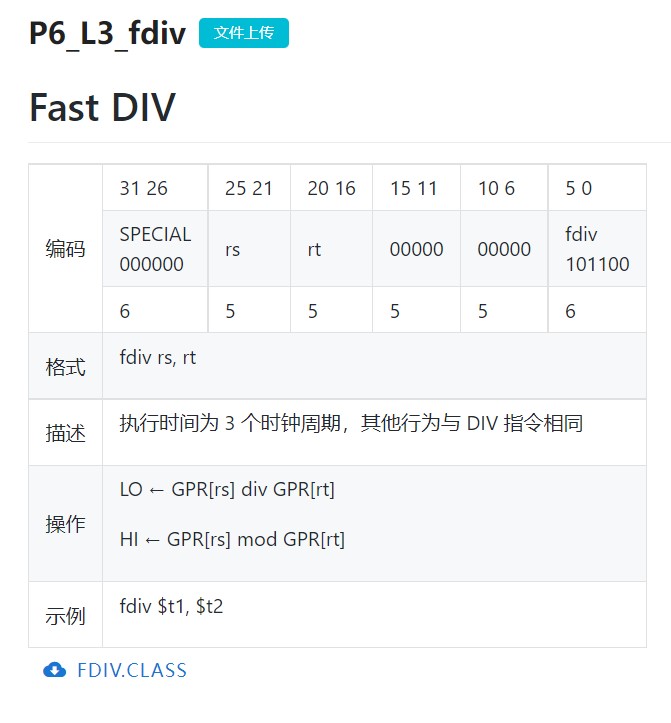 P6_L3_fdiv 文件上传
Fast DIV
编码
31 26 25 21 20 16 15 11 10 6 5 0
SPECIAL
000000 rs rt 00000 00000 fdiv
101100
6 5 5 5 5 6
格式 fdiv rs, rt
描述 执行时间为 3 个时钟周期，其他行为与 DIV 指令相同
操作
LO ← GPR[rs] div GPR[rt]
HI ← GPR[rs] mod GPR[rt]
示例 fdiv $t1, $t2
FDIV.CLASS